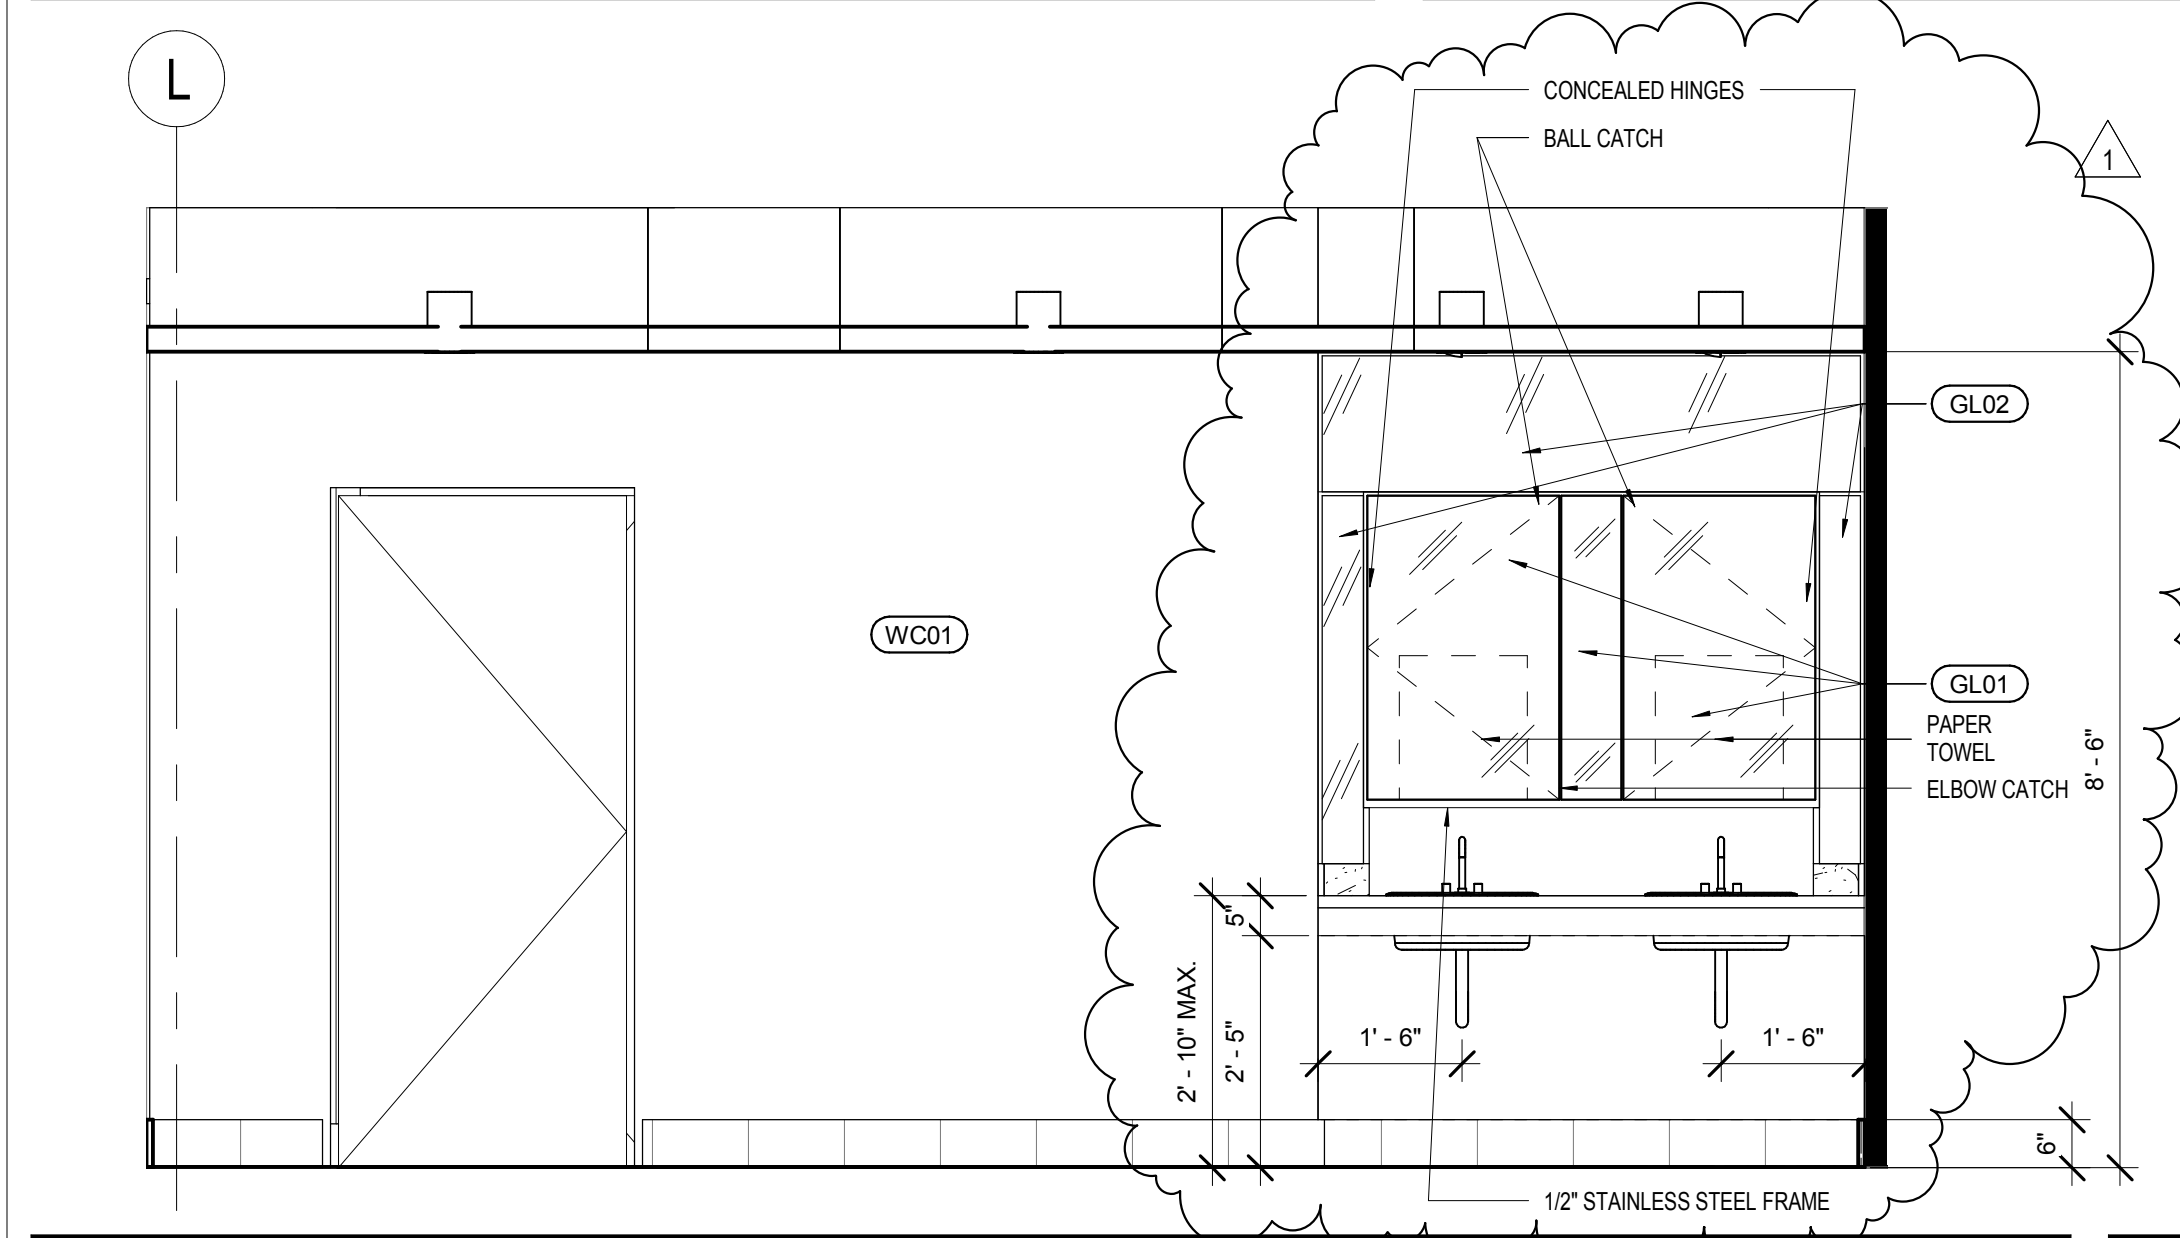 L
CONCEALED HINGES
BALL CATCH
1
GL02
WC01
GL01
PAPER
TOWEL
ELBOW CATCH
8' - 6"
5"
2' - 10" MAX.
2' - 5"
1' - 6"
1' - 6"
6"
1/2" STAINLESS STEEL FRAME